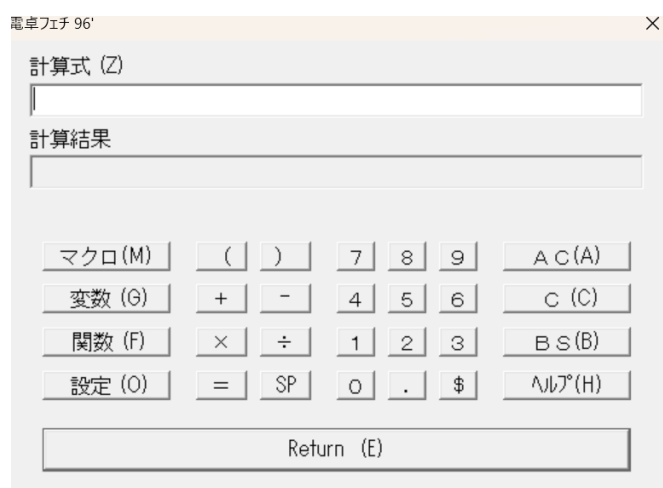 電卓フェチ 96'
計算式 (Z)
計算結果
マクロ(M) ( ) 7 8 9 AC(A)
変数 (G) + - 4 5 6 C (C)
関数 (F) × ÷ 1 2 3 BS(B)
設定 (O) = SP 0 . $ ヘルプ(H)
Return (E)